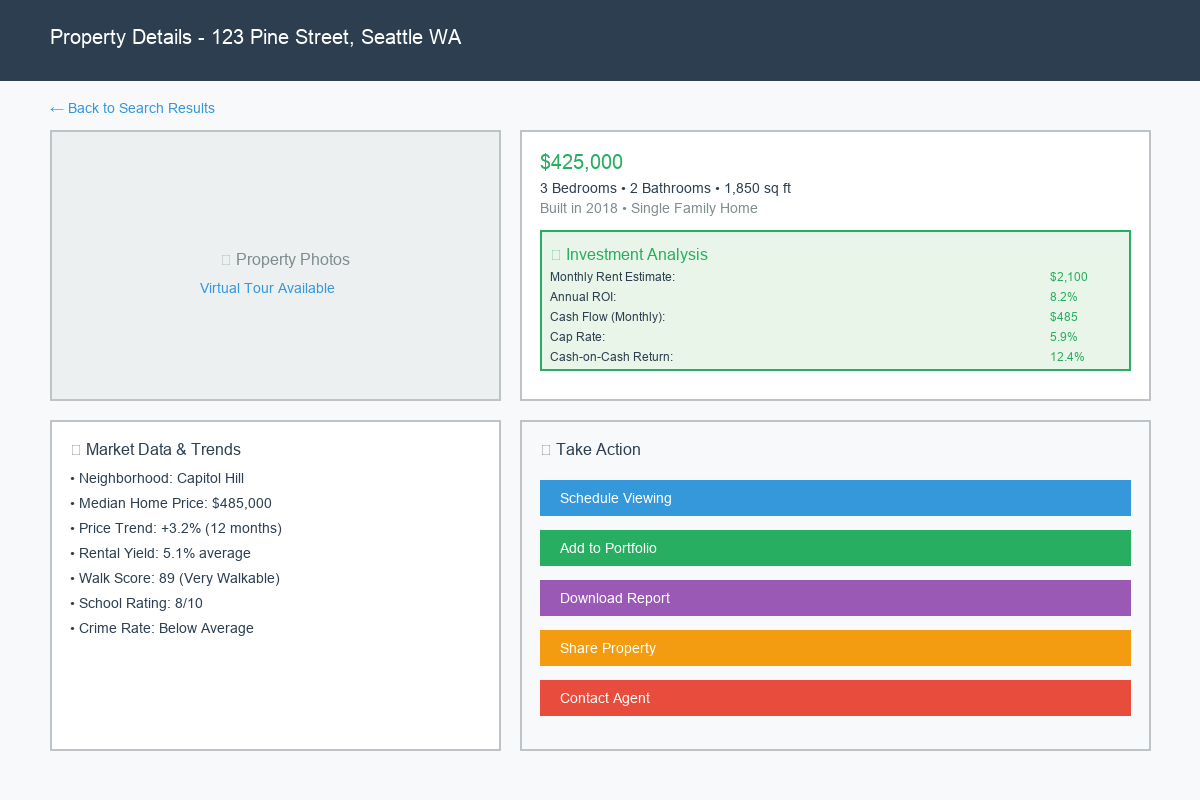 Property Details - 123 Pine Street, Seattle WA
← Back to Search Results
Property Photos
Virtual Tour Available
$425,000
3 Bedrooms • 2 Bathrooms • 1,850 sq ft
Built in 2018 • Single Family Home
Investment Analysis
Monthly Rent Estimate: $2,100
Annual ROI: 8.2%
Cash Flow (Monthly): $485
Cap Rate: 5.9%
Cash-on-Cash Return: 12.4%
Market Data & Trends
• Neighborhood: Capitol Hill
• Median Home Price: $485,000
• Price Trend: +3.2% (12 months)
• Rental Yield: 5.1% average
• Walk Score: 89 (Very Walkable)
• School Rating: 8/10
• Crime Rate: Below Average
Take Action
Schedule Viewing
Add to Portfolio
Download Report
Share Property
Contact Agent